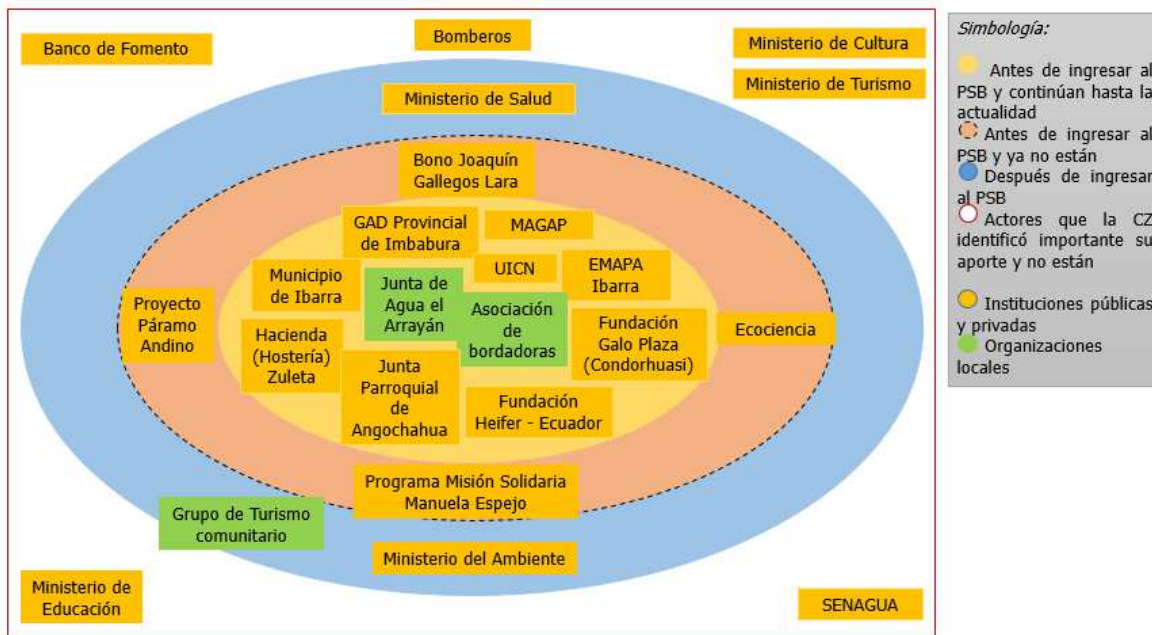 Banco de Fomento
Bomberos
Ministerio de Cultura
Ministerio de Turismo
Ministerio de Salud
Bono Joaquín
Gallegos Lara
GAD Provincial
de Imbabura
MAGAP
Municipio
de Ibarra
Junta de
Agua el
Arrayán
UICN
EMAPA
Ibarra
Asociación
de
bordadoras
Proyecto
Páramo
Andino
Hacienda
(Hostería)
Zuleta
Fundación
Galo Plaza
(Condorhuasi)
Ecociencia
Junta
Parroquial
de
Angochahua
Fundación
Heifer - Ecuador
Programa Misión Solidaria
Manuela Espejo
Grupo de Turismo
comunitario
Ministerio del Ambiente
Ministerio de
Educación
SENAGUA
Simbología:
Antes de ingresar al
PSB y continúan hasta la
actualidad
Antes de ingresar al
PSB y ya no están
Después de ingresar
al PSB
Actores que la CZ
identificó importante su
aporte y no están
Instituciones públicas
y privadas
Organizaciones
locales